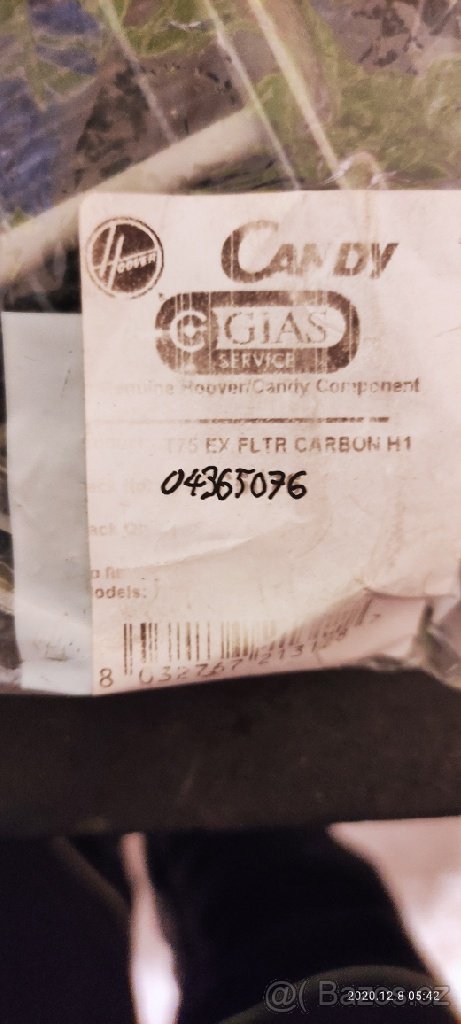 HOOVER
CANDY
GIAS
SERVICE
Genuine Hoover/Candy Component
T75 EX FLTR CARBON H1
04365076
Models:
8 032767 213128
2020.12.8 05:42
@ Bazos.cz